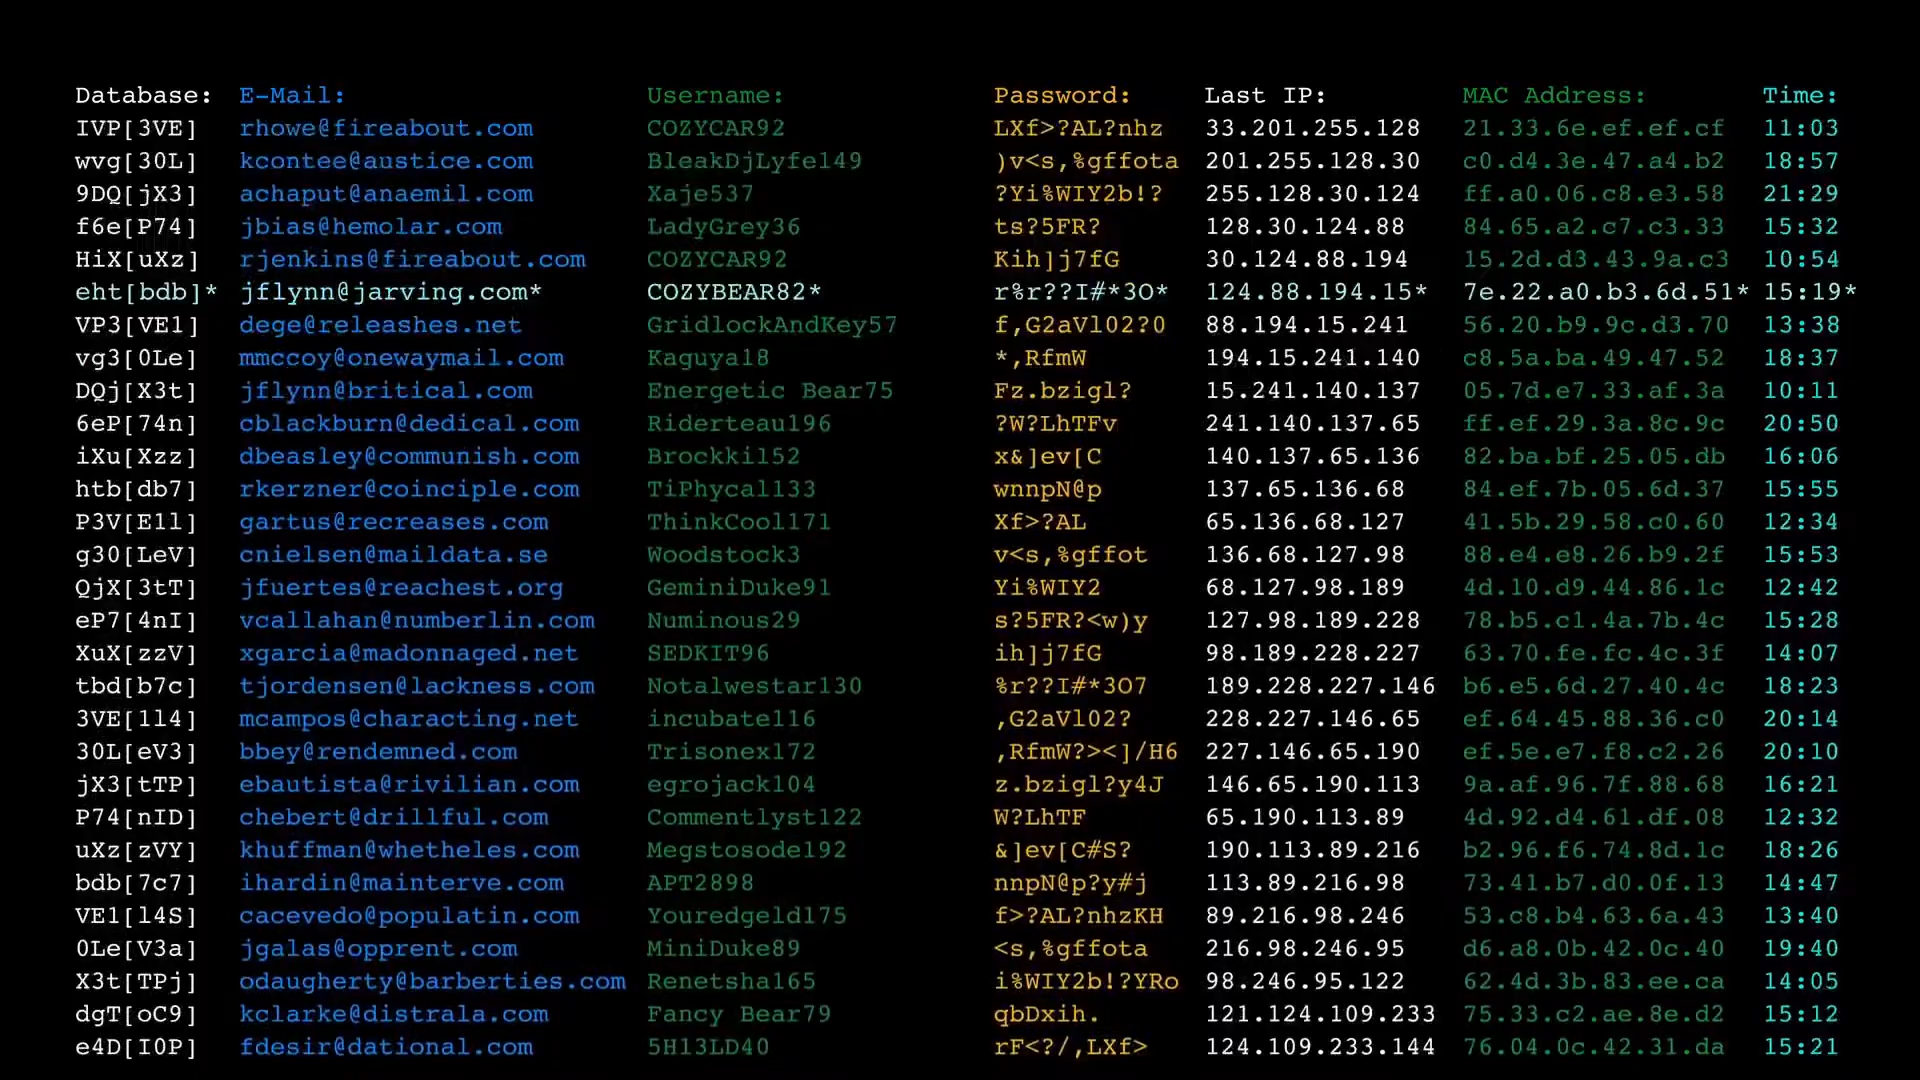 Database: E-Mail: Username: Password: Last IP: MAC Address: Time:
IVP[3VE] rhowe@fireabout.com COZYCAR92 LXf>?AL?nhz 33.201.255.128 21.33.6e.ef.ef.cf 11:03
wvg[30L] kcontee@austice.com BleakDjLyfe149 )v<s,%gffota 201.255.128.30 c0.d4.3e.47.a4.b2 18:57
9DQ[jX3] achaput@anaemil.com Xaje537 ?Yi%WIY2b!? 255.128.30.124 ff.a0.06.c8.e3.58 21:29
f6e[P74] jbias@hemolar.com LadyGrey36 ts?5FR? 128.30.124.88 84.65.a2.c7.c3.33 15:32
HiX[uXz] rjenkins@fireabout.com COZYCAR92 Kih]j7fG 30.124.88.194 15.2d.d3.43.9a.c3 10:54
eht[bdb]* jflynn@jarving.com* COZYBEAR82* r%r??I#*3O* 124.88.194.15* 7e.22.a0.b3.6d.51* 15:19*
VP3[VE1] dege@releashes.net GridlockAndKey57 f,G2aVl02?0 88.194.15.241 56.20.b9.9c.d3.70 13:38
vg3[0Le] mmccoy@onewaymail.com Kaguya18 *,RfmW 194.15.241.140 c8.5a.ba.49.47.52 18:37
DQj[X3t] jflynn@britical.com Energetic Bear75 Fz.bzigl? 15.241.140.137 05.7d.e7.33.af.3a 10:11
6eP[74n] cblackburn@dedical.com Riderteau196 ?W?LhTFv 241.140.137.65 ff.ef.29.3a.8c.9c 20:50
iXu[Xzz] dbeasley@communish.com Brockkil52 x&]ev[C 140.137.65.136 82.ba.bf.25.05.db 16:06
htb[db7] rkerzner@coinciple.com TiPhycal133 wnnpN@p 137.65.136.68 84.ef.7b.05.6d.37 15:55
P3V[E1l] gartus@recreases.com ThinkCool171 Xf>?AL 65.136.68.127 41.5b.29.58.c0.60 12:34
g30[LeV] cnielsen@maildata.se Woodstock3 v<s,%gffot 136.68.127.98 88.e4.e8.26.b9.2f 15:53
QjX[3tT] jfuertes@reachest.org GeminiDuke91 Yi%WIY2 68.127.98.189 4d.10.d9.44.86.1c 12:42
eP7[4nI] vcallahan@numberlin.com Numinous29 s?5FR?<w)y 127.98.189.228 78.b5.c1.4a.7b.4c 15:28
XuX[zzV] xgarcia@madonnaged.net SEDKIT96 ih]j7fG 98.189.228.227 63.70.fe.fc.4c.3f 14:07
tbd[b7c] tjordensen@lackness.com Notalwestar130 %r??I#*3O7 189.228.227.146 b6.e5.6d.27.40.4c 18:23
3VE[1l4] mcampos@characting.net incubate116 ,G2aVl02? 228.227.146.65 ef.64.45.88.36.c0 20:14
30L[eV3] bbey@rendemned.com Trisonex172 ,RfmW?><]/H6 227.146.65.190 ef.5e.e7.f8.c2.26 20:10
jX3[tTP] ebautista@rivilian.com egrojack104 z.bzigl?y4J 146.65.190.113 9a.af.96.7f.88.68 16:21
P74[nID] chebert@drillful.com Commentlyst122 W?LhTF 65.190.113.89 4d.92.d4.61.df.08 12:32
uXz[zVY] khuffman@whetheles.com Megstosode192 &]ev[C#S? 190.113.89.216 b2.96.f6.74.8d.1c 18:26
bdb[7c7] ihardin@mainterve.com APT2898 nnpN@p?y#j 113.89.216.98 73.41.b7.d0.0f.13 14:47
VE1[l4S] cacevedo@populatin.com Youredgeld175 f>?AL?nhzKH 89.216.98.246 53.c8.b4.63.6a.43 13:40
0Le[V3a] jgalas@opprent.com MiniDuke89 <s,%gffota 216.98.246.95 d6.a8.0b.42.0c.40 19:40
X3t[TPj] odaugherty@barberties.com Renetsha165 i%WIY2b!?YRo 98.246.95.122 62.4d.3b.83.ee.ca 14:05
dgT[oC9] kclarke@distrala.com Fancy Bear79 qbDxih. 121.124.109.233 75.33.c2.ae.8e.d2 15:12
e4D[I0P] fdesir@dational.com 5H13LD40 rF<?/,LXf> 124.109.233.144 76.04.0c.42.31.da 15:21